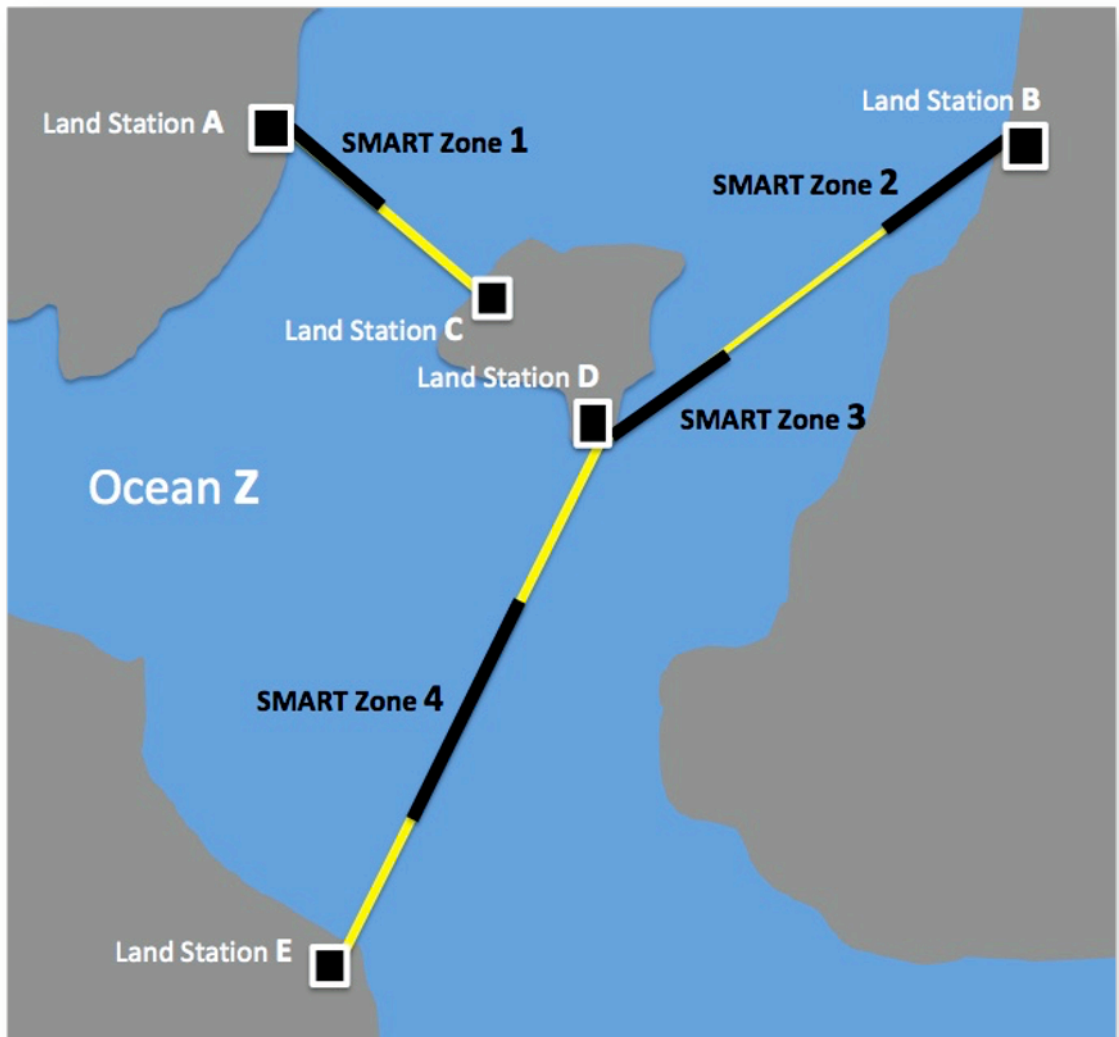 Land Station B
Land Station A
SMART Zone 1
SMART Zone 2
Land Station C
Land Station D
SMART Zone 3
Ocean Z
SMART Zone 4
Land Station E